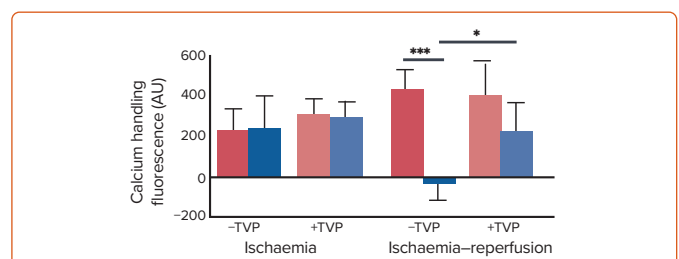 *
***
600
400
200
0
−200
Calcium handling
fluorescence (AU)
−TVP
+TVP
−TVP
+TVP
Ischaemia
Ischaemia–reperfusion